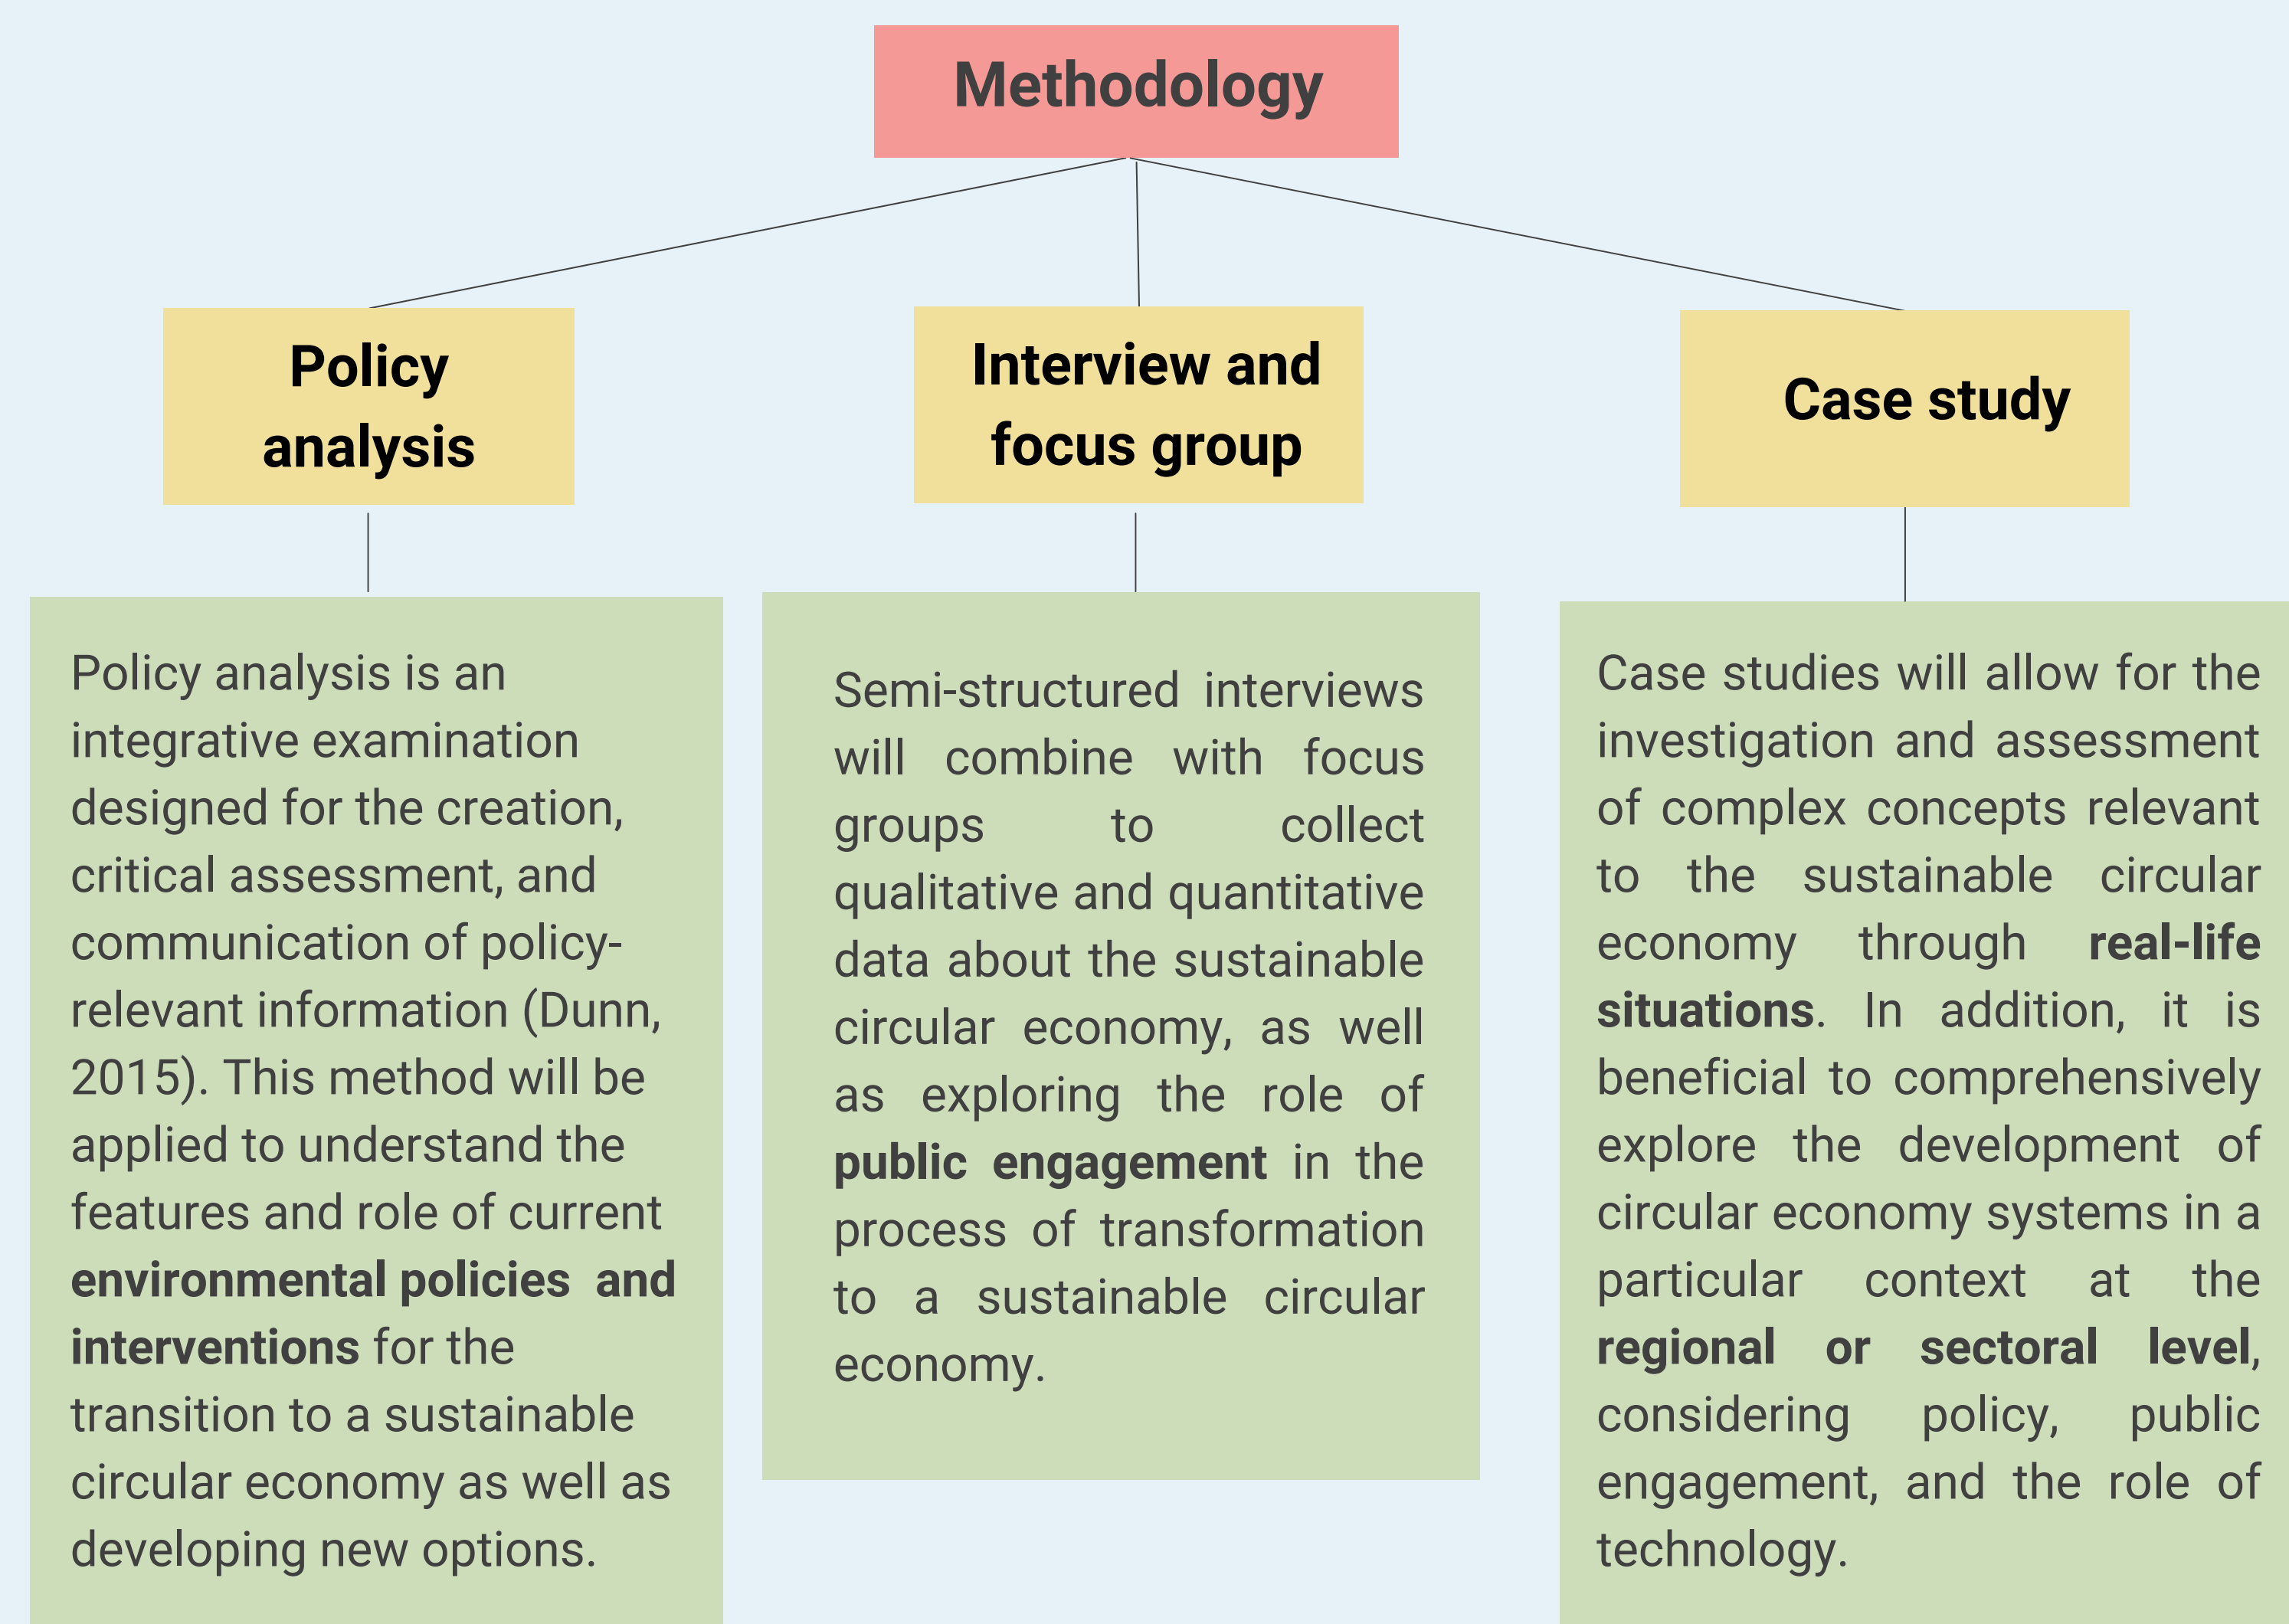 Methodology
Policy
analysis
Policy analysis is an
integrative examination
designed for the creation,
critical assessment, and
communication of policy-
relevant information (Dunn,
2015). This method will be
applied to understand the
features and role of current
environmental policies and
interventions for the
transition to a sustainable
circular economy as well as
developing new options.
Interview and
focus group
Semi-structured interviews
will combine with focus
groups to collect
qualitative and quantitative
data about the sustainable
circular economy, as well
as exploring the role of
public engagement in the
process of transformation
to a sustainable circular
economy.
Case study
Case studies will allow for the
investigation and assessment
of complex concepts relevant
to the sustainable circular
economy through real-life
situations. In addition, it is
beneficial to comprehensively
explore the development of
circular economy systems in a
particular context at the
regional or sectoral level,
considering policy, public
engagement, and the role of
technology.